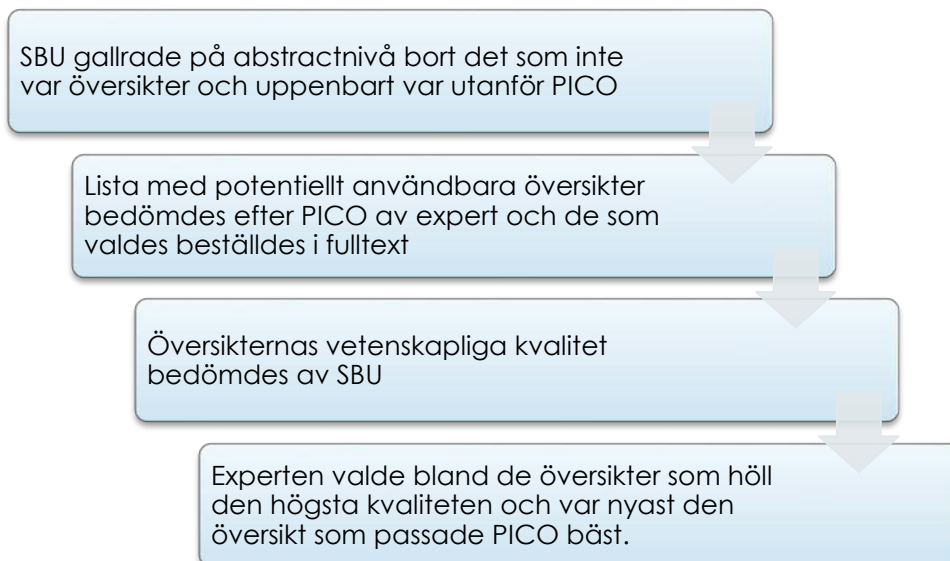 SBU gallrade på abstractnivå bort det som inte
var översikter och uppenbart var utanför PICO
Lista med potentiellt användbara översikter
bedömdes efter PICO av expert och de som
valdes beställdes i fulltext
Översikternas vetenskapliga kvalitet
bedömdes av SBU
Experten valde bland de översikter som höll
den högsta kvaliteten och var nyast den
översikt som passade PICO bäst.